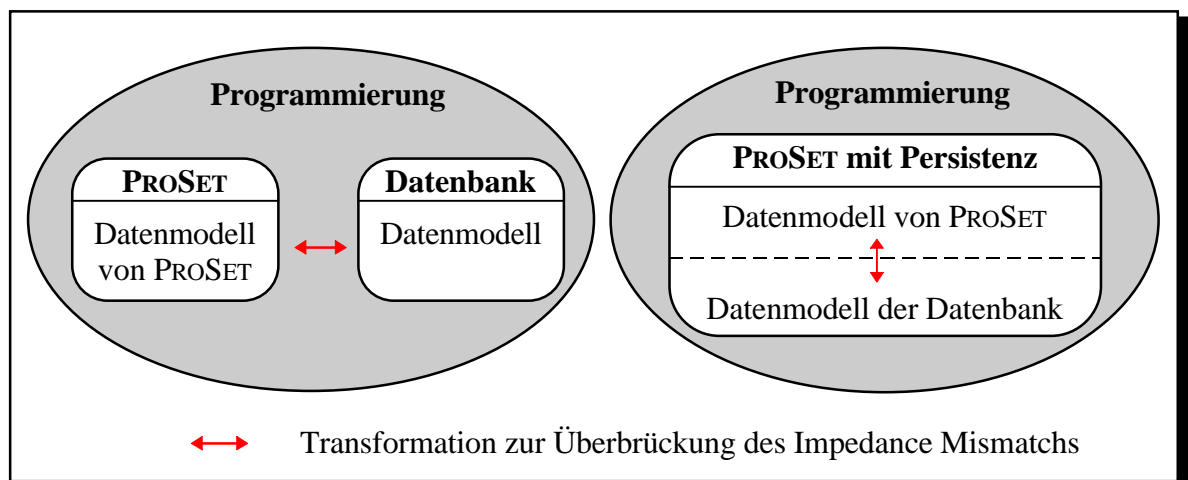 Programmierung
PROSET
Datenmodell
von PROSET
Datenbank
Datenmodell
Programmierung
PROSET mit Persistenz
Datenmodell von PROSET
Datenmodell der Datenbank
Transformation zur Überbrückung des Impedance Mismatchs